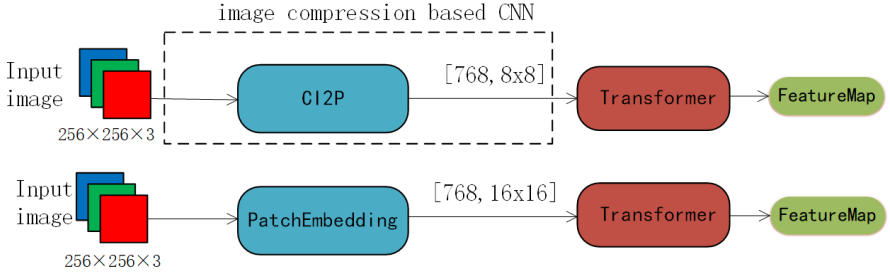 image compression based CNN
Input
image
256×256×3
CI2P
[768,8x8]
Transformer
FeatureMap
Input
image
256×256×3
PatchEmbedding
[768,16x16]
Transformer
FeatureMap